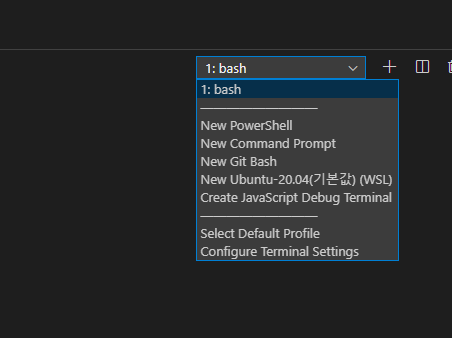 1: bash
1: bash
New PowerShell
New Command Prompt
New Git Bash
New Ubuntu-20.04(기본값) (WSL)
Create JavaScript Debug Terminal
Select Default Profile
Configure Terminal Settings